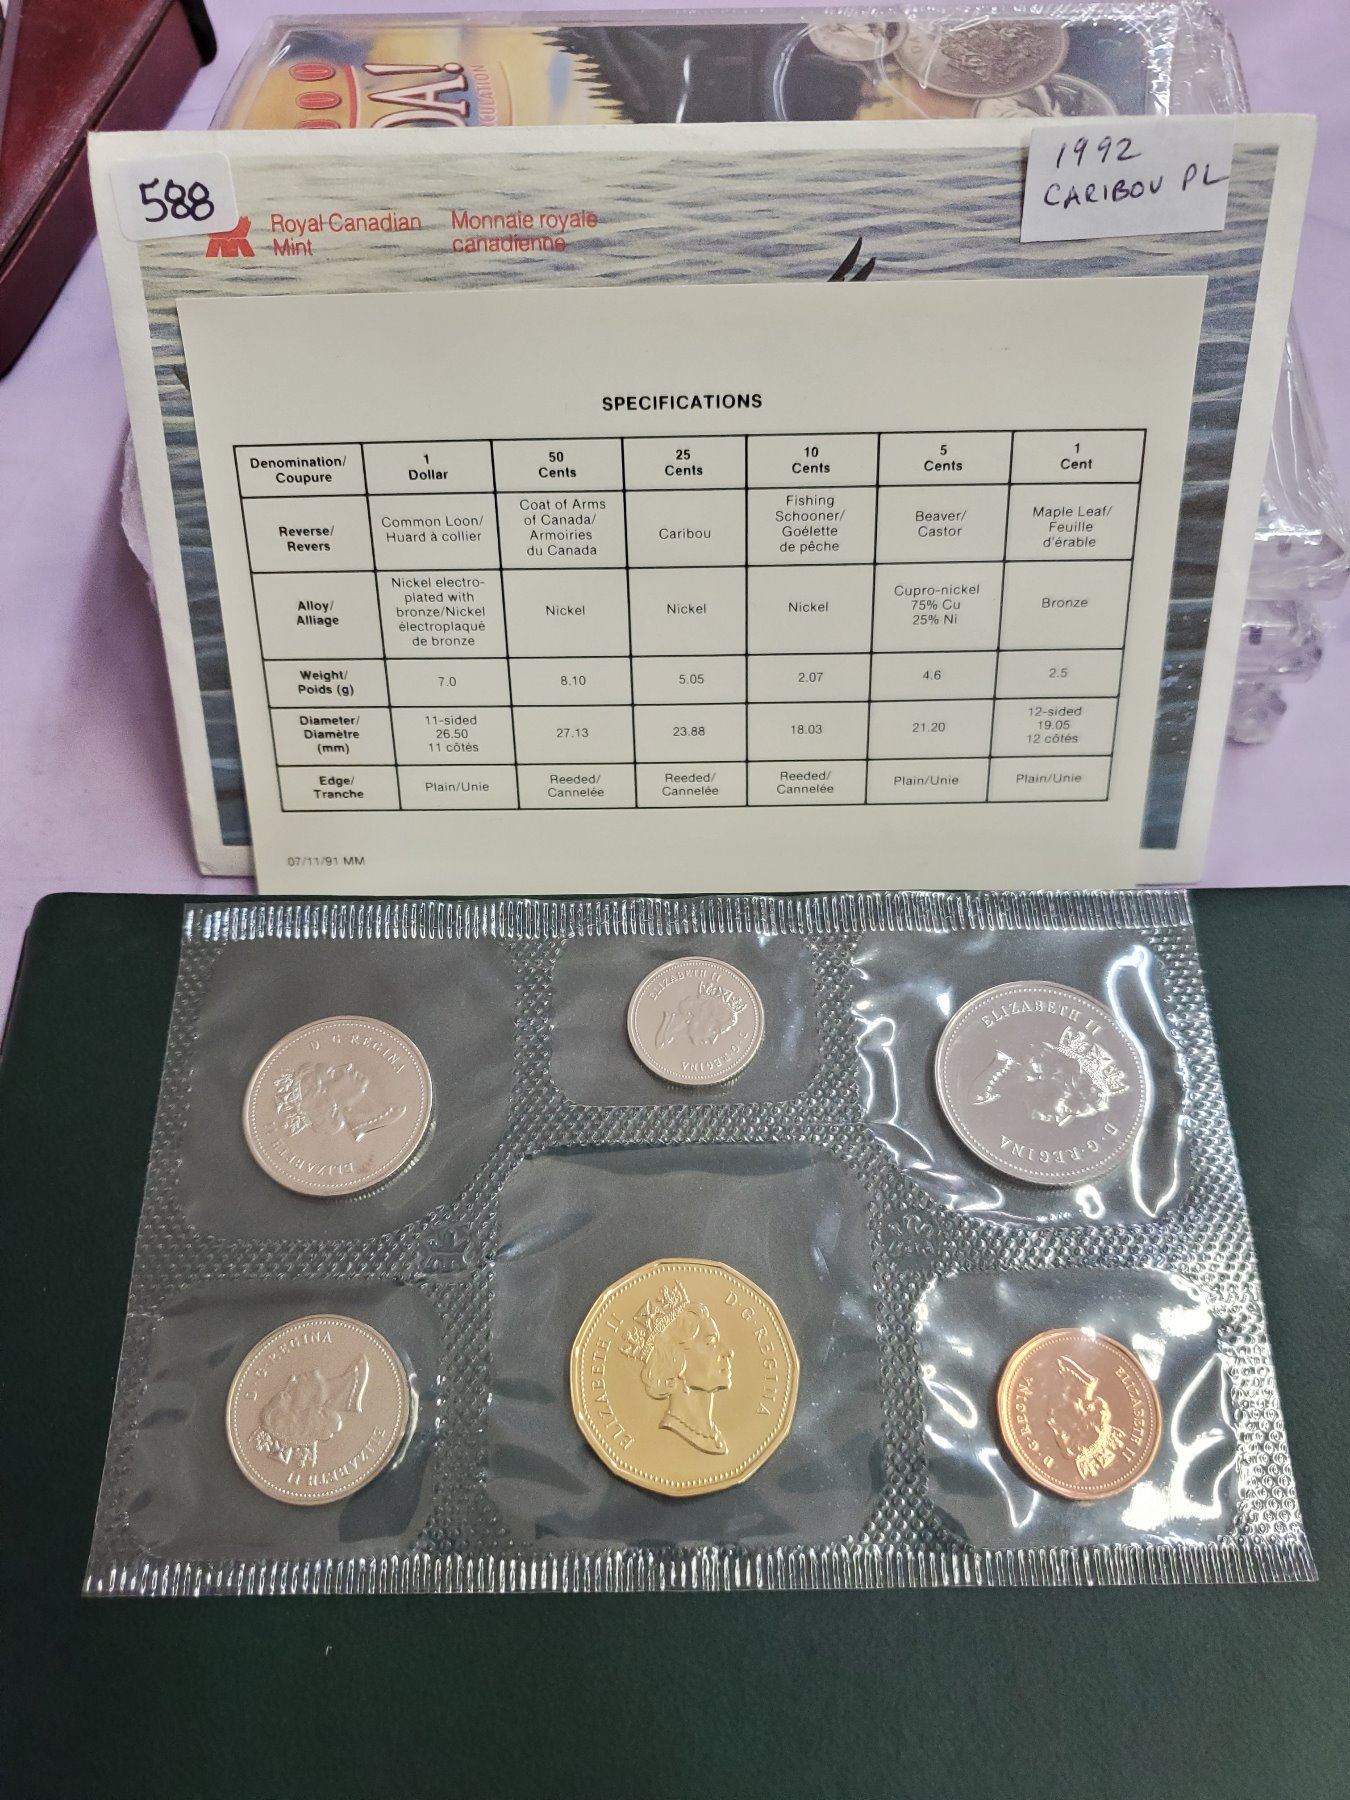 DA!
CULATION
588
1992
CARIBOU PL
Royal Canadian
Mint
Monnaie royale
canadienne
SPECIFICATIONS
Denomination/
Coupure
1
Dollar
50
Cents
25
Cents
10
Cents
5
Cents
1
Cent
Reverse/
Revers
Common Loon/
Huard à collier
Coat of Arms
of Canada/
Armoiries
du Canada
Caribou
Fishing
Schooner/
Goélette
de pêche
Beaver/
Castor
Maple Leaf/
Feuille
d'érable
Alloy/
Alliage
Nickel electro-
plated with
bronze/Nickel
électroplaqué
de bronze
Nickel
Nickel
Nickel
Cupro-nickel
75% Cu
25% Ni
Bronze
Weight/
Poids (g)
7.0
8.10
5.05
2.07
4.6
2.5
Diameter/
Diamètre
(mm)
11-sided
26.50
11 côtés
27.13
23.88
18.03
21.20
12-sided
19.05
12 côtés
Edge/
Tranche
Plain/Unie
Reeded/
Cannelée
Reeded/
Cannelée
Reeded/
Cannelée
Plain/Unie
Plain/Unie
07/11/91 MM
ELIZABETH II D·G·REGINA
ELIZABETH II D·G·REGINA
ELIZABETH II D·G·REGINA
ELIZABETH II D·G·REGINA
ELIZABETH II D·G·REGINA
ELIZABETH II D·G·REGINA